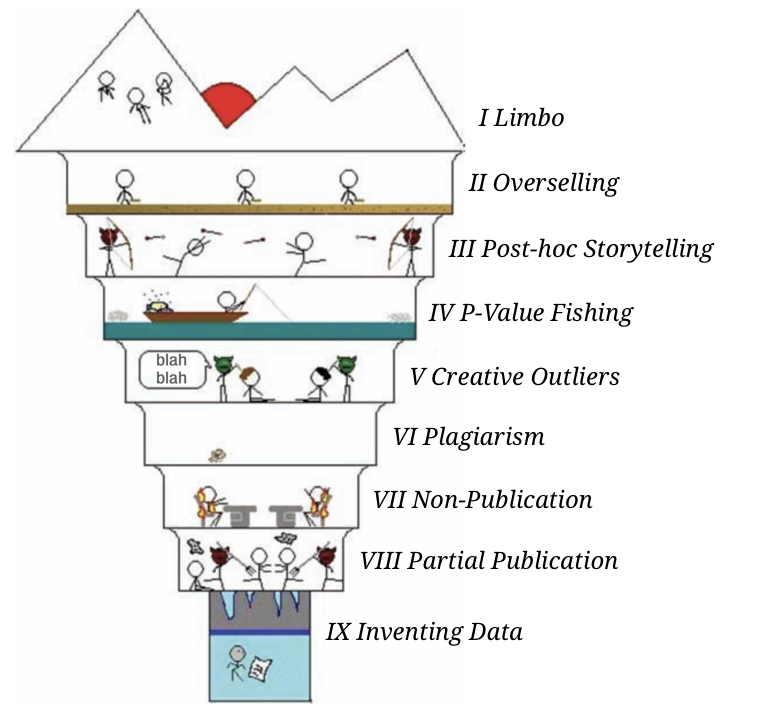 I Limbo
II Overselling
III Post-hoc Storytelling
IV P-Value Fishing
blah
blah
V Creative Outliers
VI Plagiarism
VII Non-Publication
VIII Partial Publication
IX Inventing Data